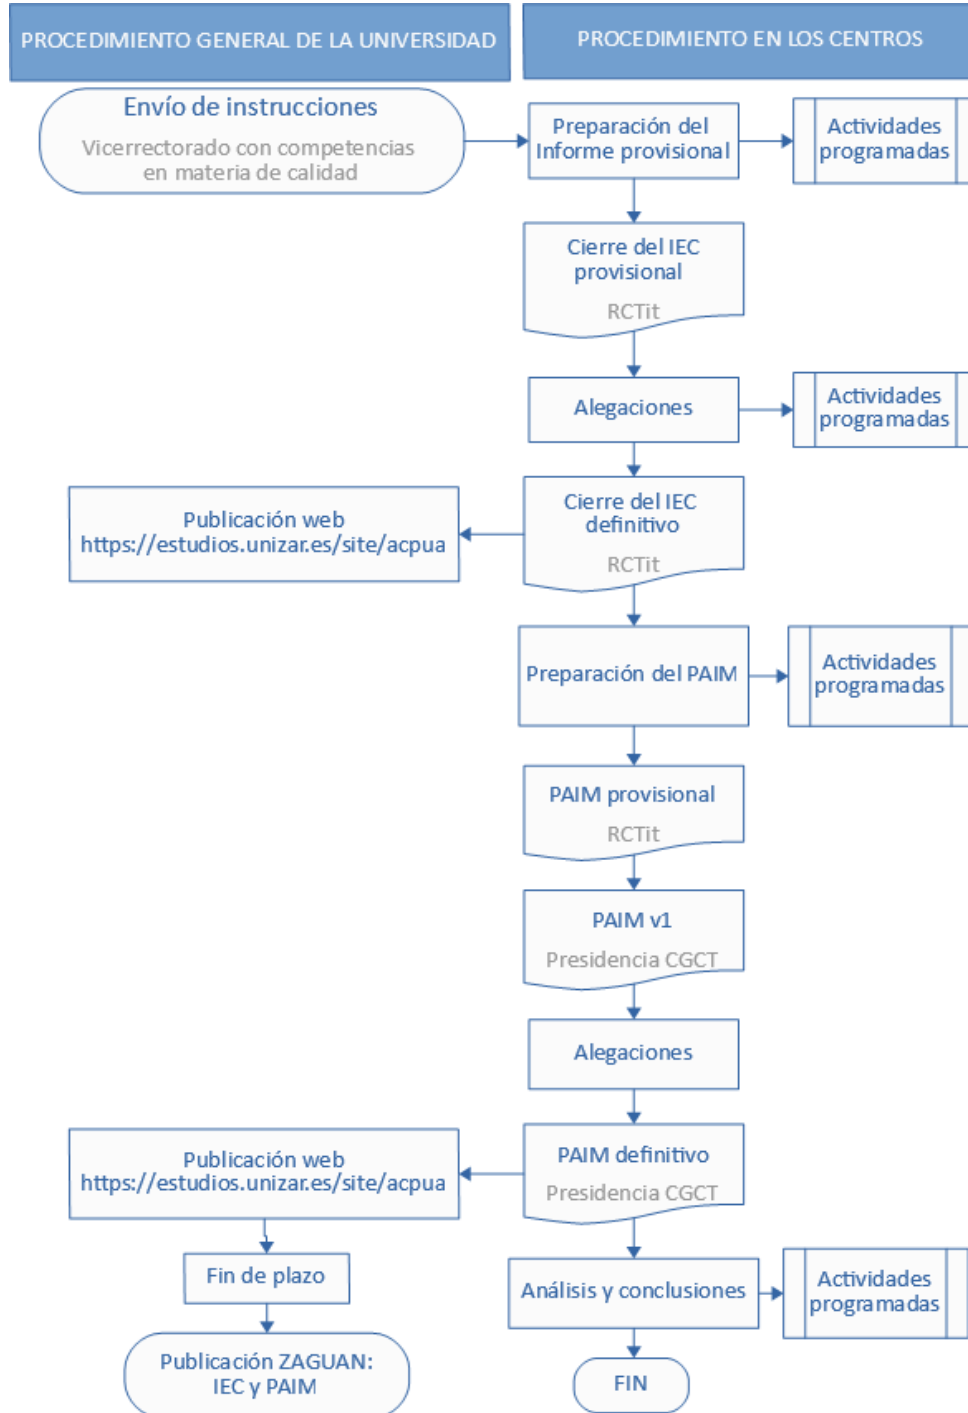 PROCEDIMIENTO GENERAL DE LA UNIVERSIDAD
PROCEDIMIENTO EN LOS CENTROS
Envío de instrucciones
Vicerrectorado con competencias
en materia de calidad
Preparación del
Informe provisional
Actividades
programadas
Cierre del IEC
provisional
RCTit
Alegaciones
Actividades
programadas
Cierre del IEC
definitivo
RCTit
Publicación web
https://estudios.unizar.es/site/acpua
Preparación del PAIM
Actividades
programadas
PAIM provisional
RCTit
PAIM v1
Presidencia CGCT
Alegaciones
PAIM definitivo
Presidencia CGCT
Publicación web
https://estudios.unizar.es/site/acpua
Fin de plazo
Análisis y conclusiones
Actividades
programadas
Publicación ZAGUAN:
IEC y PAIM
FIN